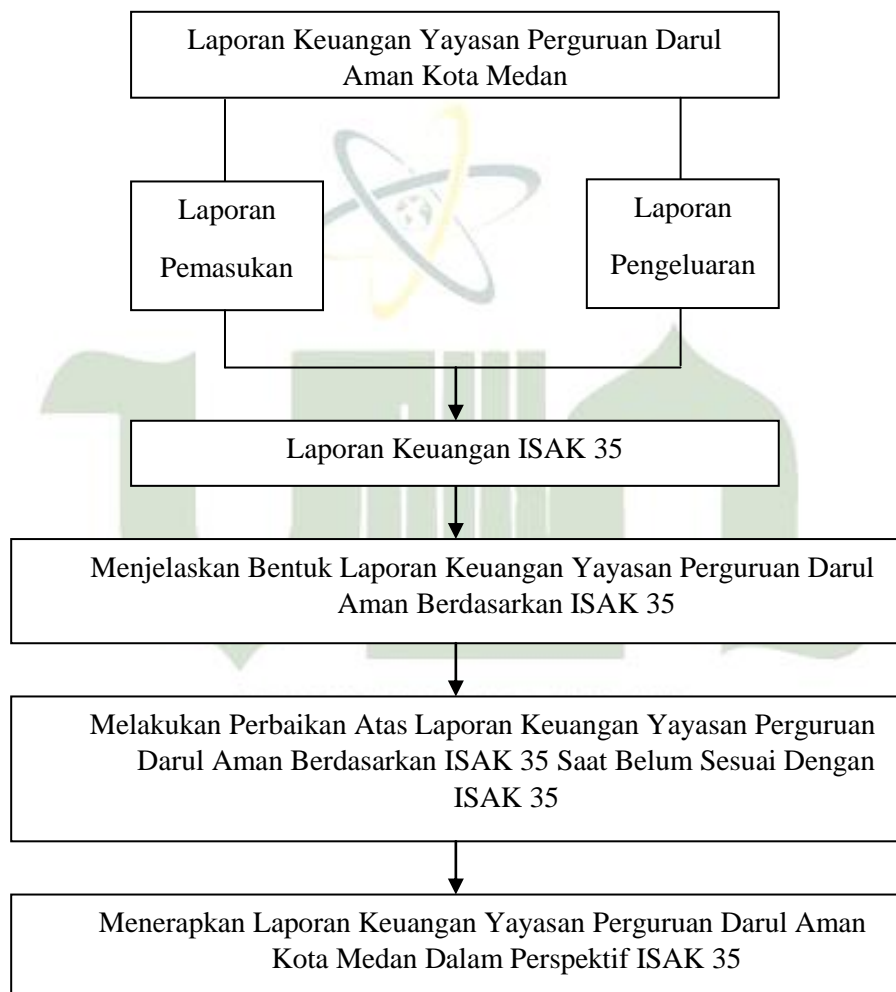 Laporan Keuangan Yayasan Perguruan Darul
Aman Kota Medan
Laporan
Pemasukan
Laporan
Pengeluaran
Laporan Keuangan ISAK 35
Menjelaskan Bentuk Laporan Keuangan Yayasan Perguruan Darul
Aman Berdasarkan ISAK 35
Melakukan Perbaikan Atas Laporan Keuangan Yayasan Perguruan
Darul Aman Berdasarkan ISAK 35 Saat Belum Sesuai Dengan
ISAK 35
Menerapkan Laporan Keuangan Yayasan Perguruan Darul Aman
Kota Medan Dalam Perspektif ISAK 35